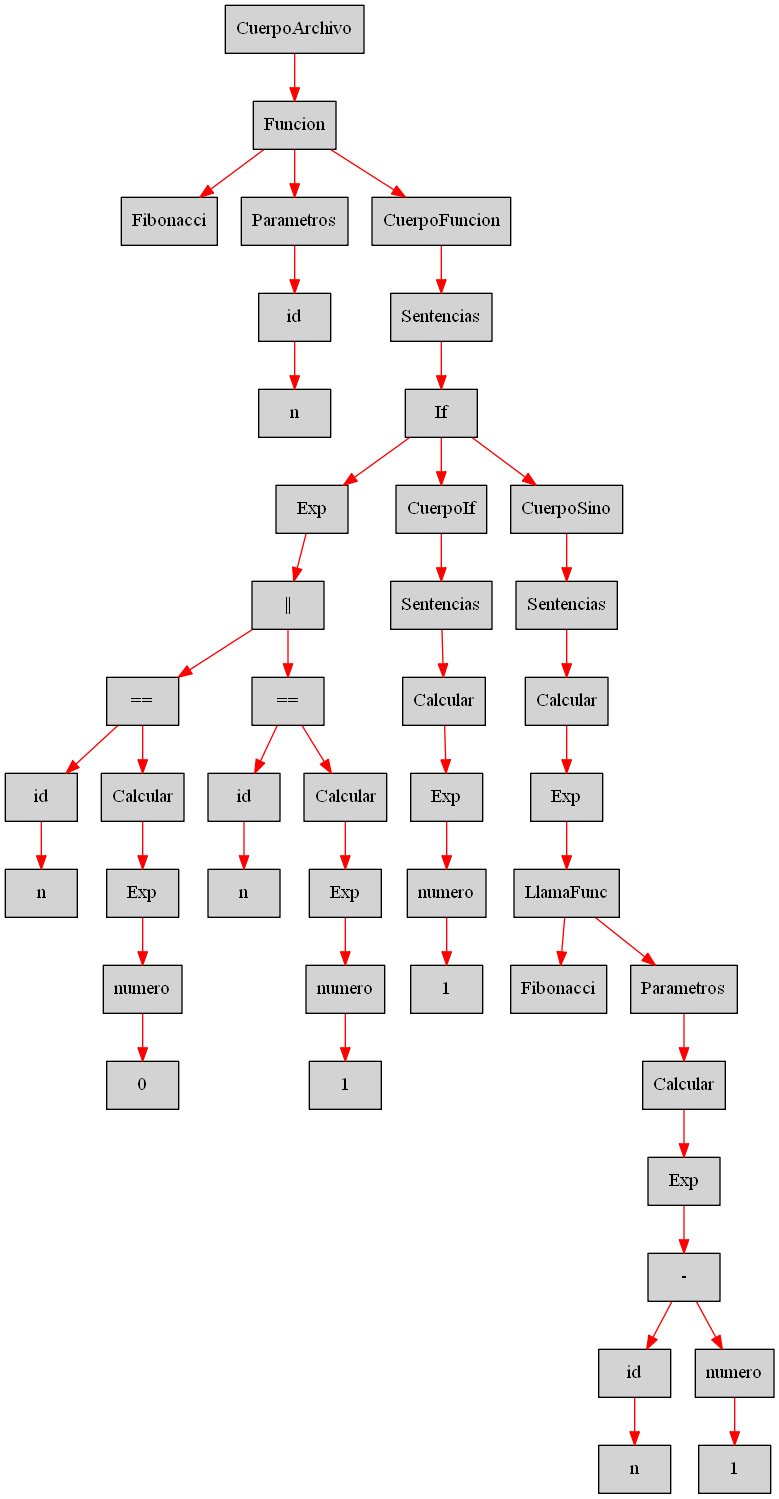 CuerpoArchivo
Funcion
Fibonacci Parametros CuerpoFuncion
id Sentencias
n If
Exp CuerpoIf CuerpoSino
|| Sentencias Sentencias
== == Calcular Calcular
id Calcular id Calcular Exp Exp
n Exp n Exp numero LlamaFunc
numero numero 1 Fibonacci Parametros
0 1 Calcular
Exp
-
id numero
n 1